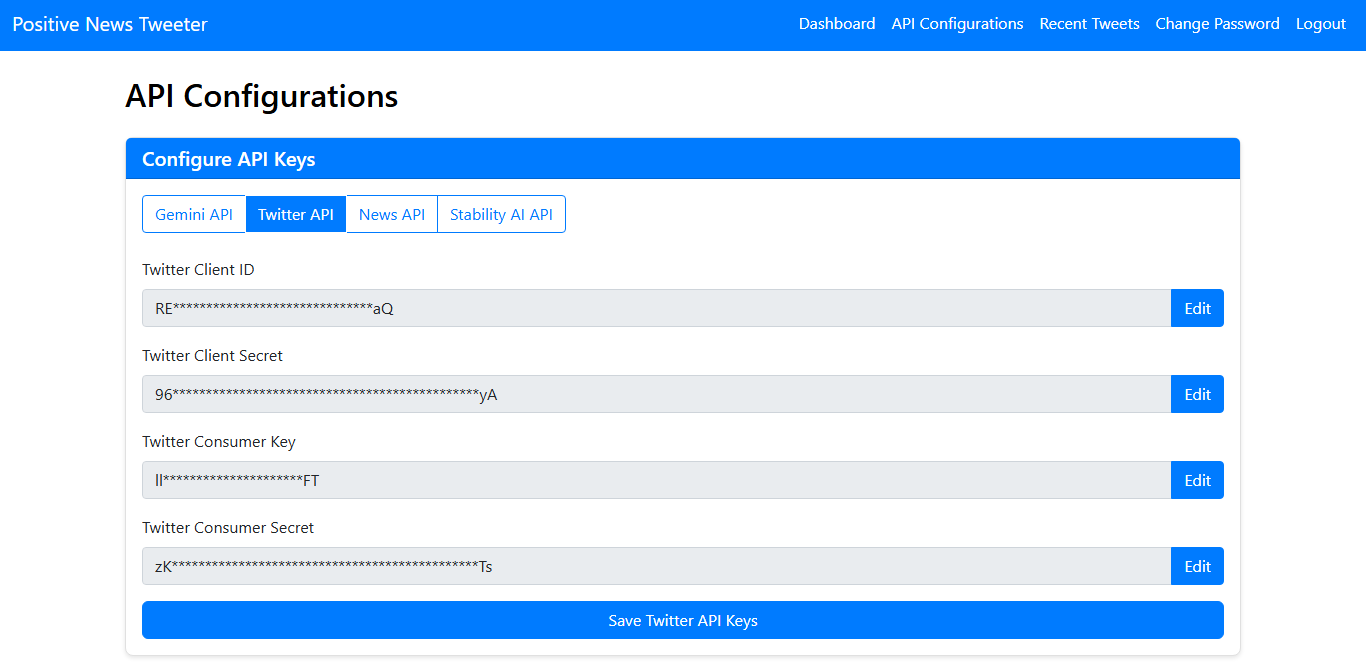 Positive News Tweeter Dashboard API Configurations Recent Tweets Change Password Logout
API Configurations
Configure API Keys
Gemini API Twitter API News API Stability AI API
Twitter Client ID
RE******************************aQ Edit
Twitter Client Secret
96**********************************************yA Edit
Twitter Consumer Key
ll*********************FT Edit
Twitter Consumer Secret
zK**********************************************Ts Edit
Save Twitter API Keys